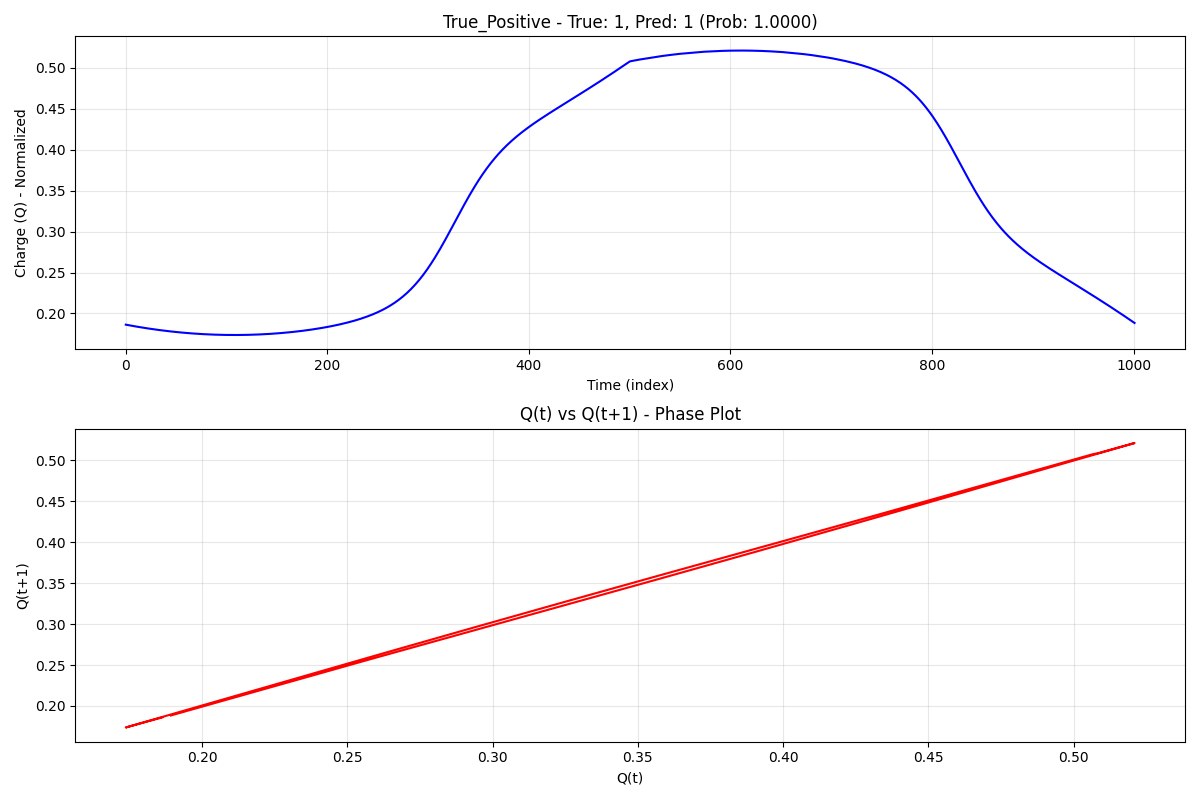 True_Positive - True: 1, Pred: 1 (Prob: 1.0000)
Charge (Q) - Normalized
0.50
0.45
0.40
0.35
0.30
0.25
0.20
0 200 400 600 800 1000
Time (index)
Q(t) vs Q(t+1) - Phase Plot
Q(t+1)
0.50
0.45
0.40
0.35
0.30
0.25
0.20
0.20 0.25 0.30 0.35 0.40 0.45 0.50
Q(t)